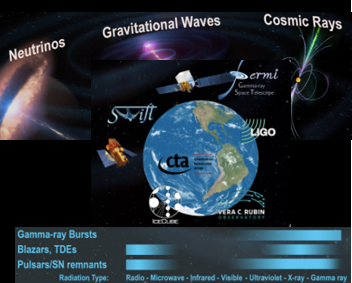 Neutrinos
Gravitational Waves
Cosmic Rays
Fermi
Gamma-ray
Space Telescope
Swift
LIGO
cta
IceCube
VERA C. RUBIN
OBSERVATORY
Gamma-ray Bursts
Blazars, TDEs
Pulsars/SN remnants
Radiation Type: Radio - Microwave - Infrared - Visible - Ultraviolet - X-ray - Gamma ray